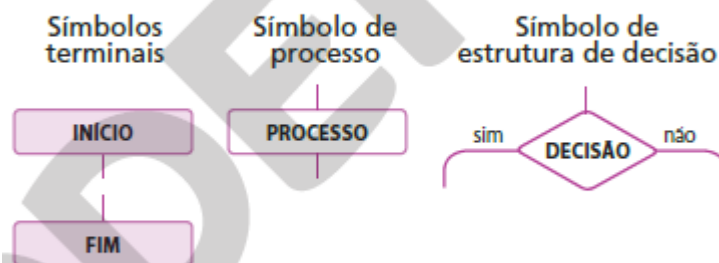 Símbolos
terminais
Símbolo de
processo
Símbolo de
estrutura de decisão
INÍCIO
PROCESSO
sim
DECISÃO
não
FIM